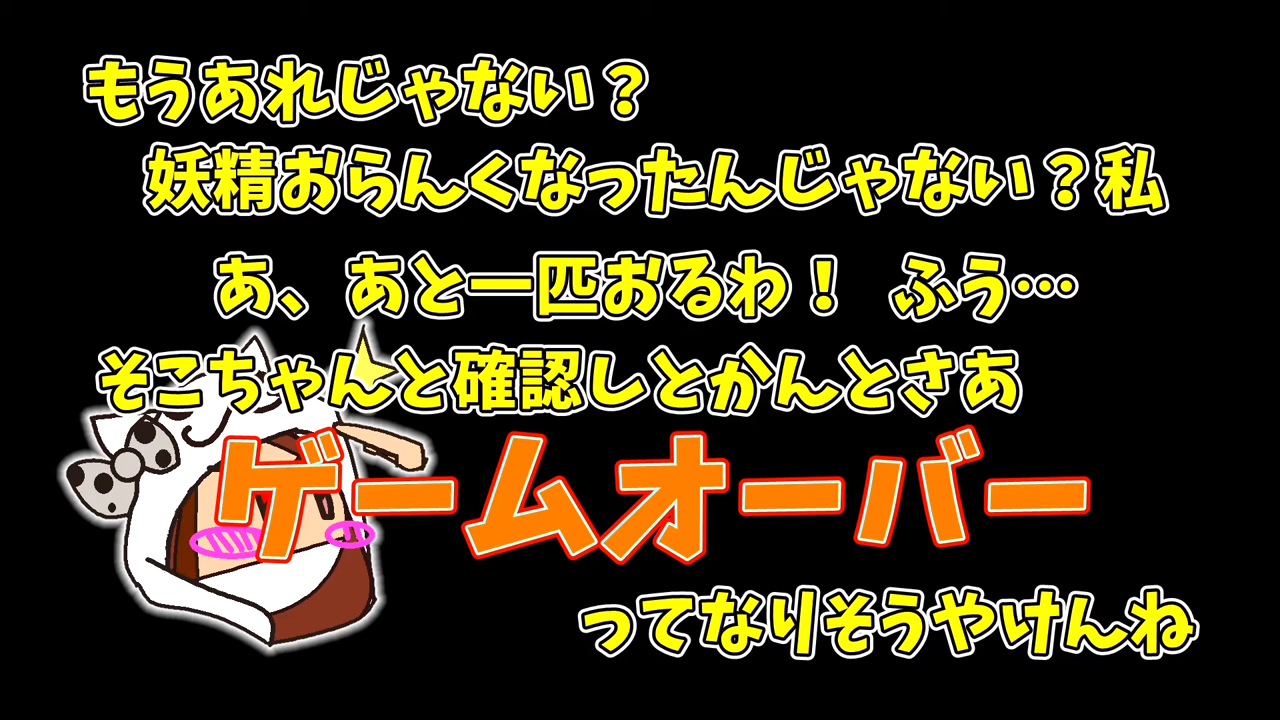 もうあれじゃない？
妖精おらんくなったんじゃない？私
あ、あと一匹おるわ！ ふう…
そこちゃんと確認しとかんとさあ
ゲームオーバー
ってなりそうやけんね